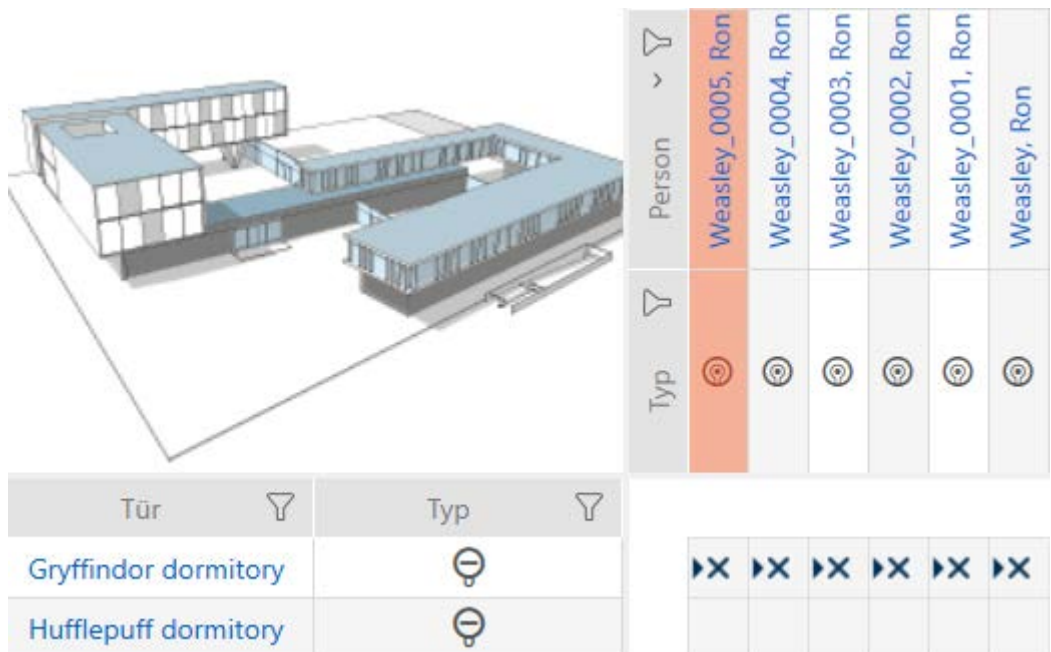 Person
Weasley_0005, Ron
Weasley_0004, Ron
Weasley_0003, Ron
Weasley_0002, Ron
Weasley_0001, Ron
Weasley, Ron
Typ
Tür
Typ
Gryffindor dormitory
Hufflepuff dormitory